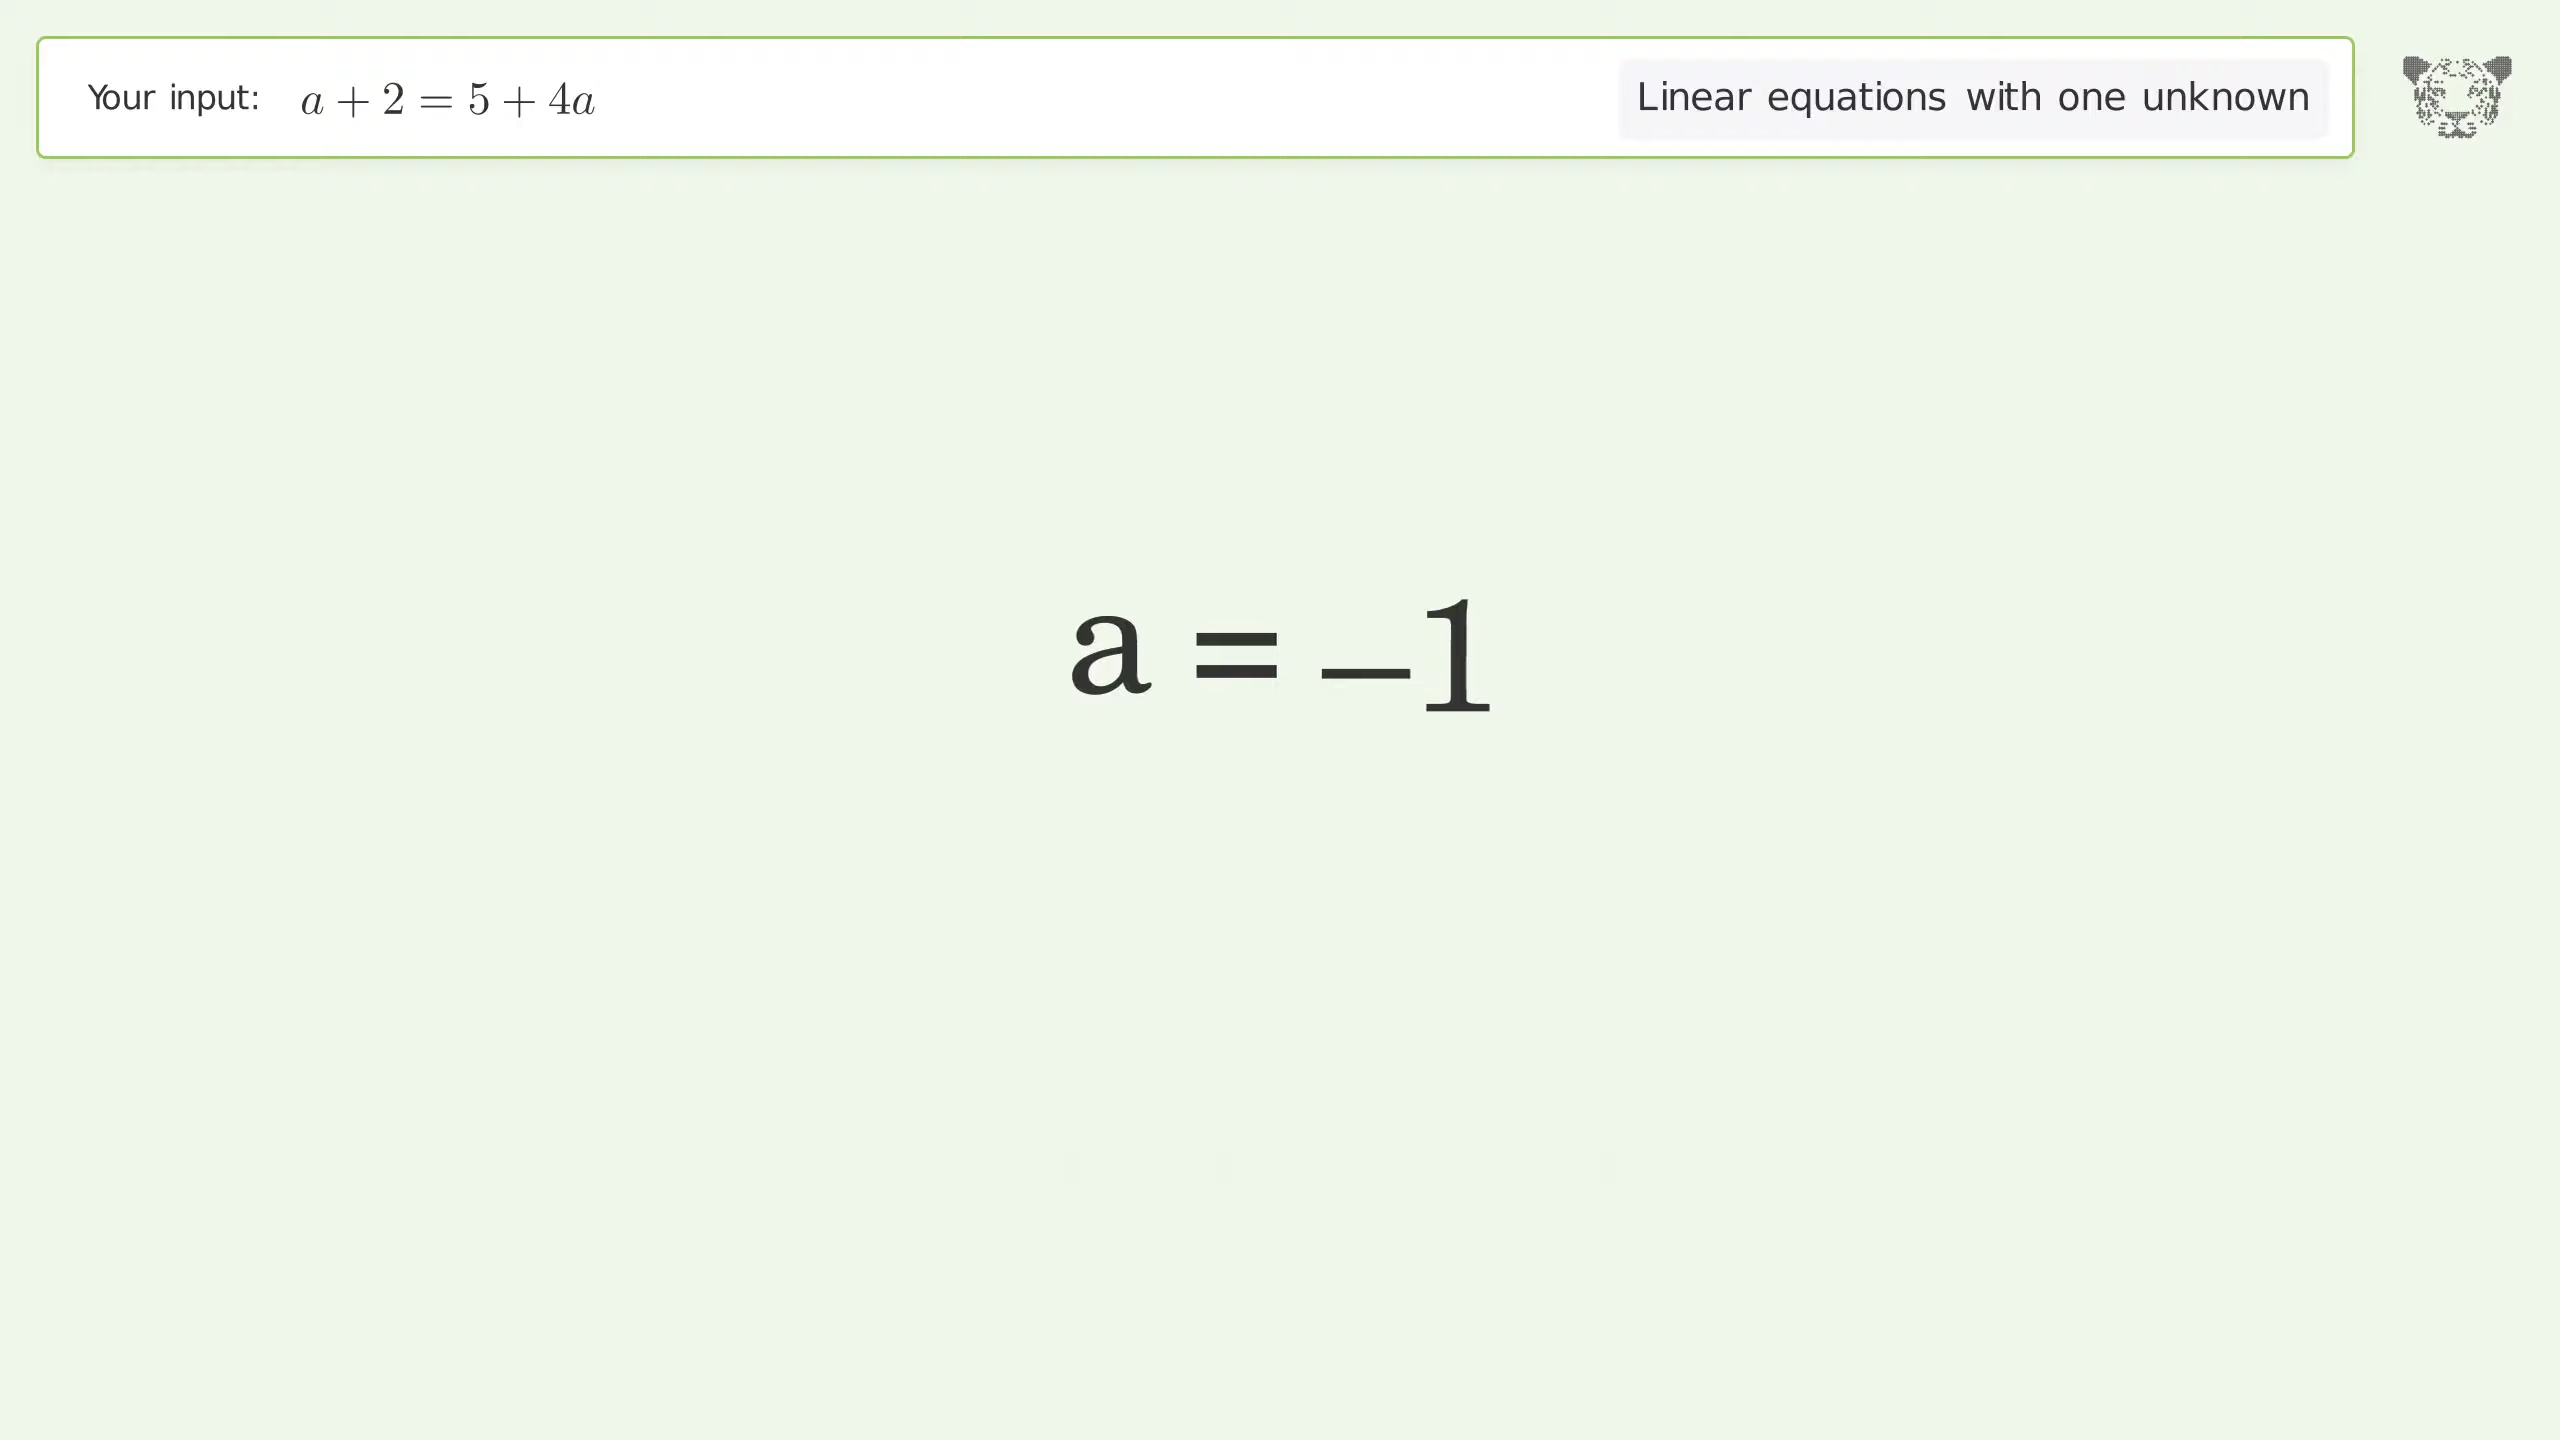 Your input: a + 2 = 5 + 4a
Linear equations with one unknown
a = –1